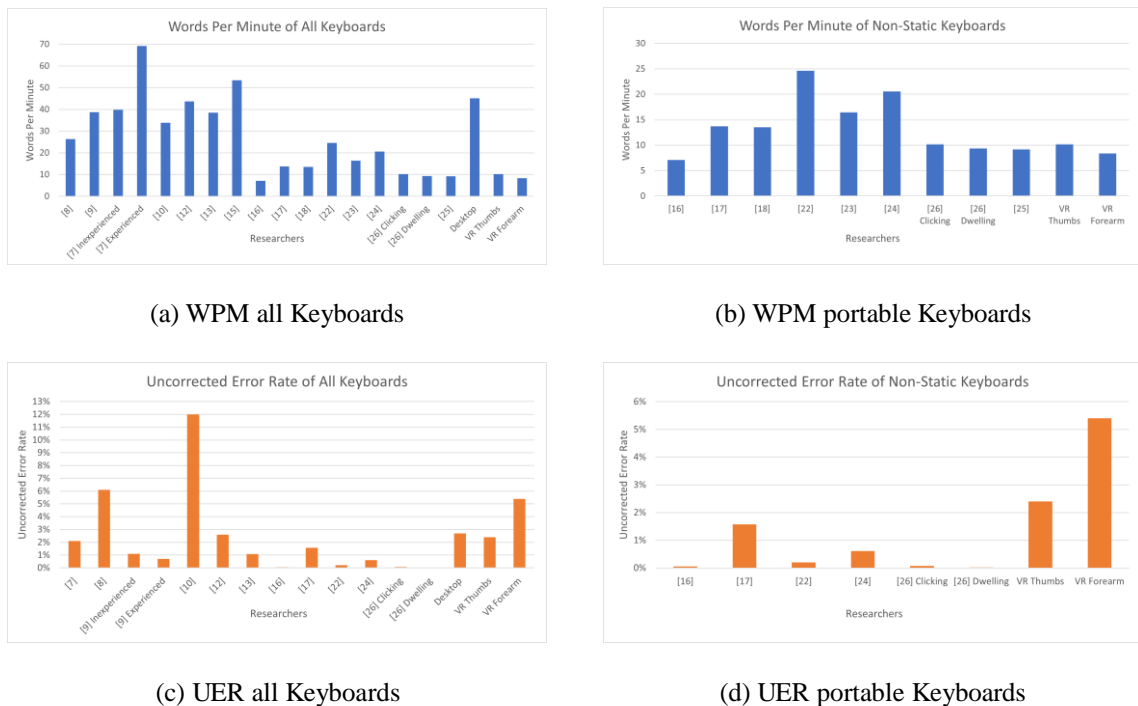 Words Per Minute of All Keyboards
Words Per Minute
70
60
50
40
30
20
10
0
[8]
[9]
[7] Inexperienced
[7] Experienced
[10]
[12]
[13]
[15]
[16]
[17]
[18]
[22]
[23]
[24]
[26] Clicking
[26] Dwelling
[25]
Desktop
VR Thumbs
VR Forearm
Researchers
(a) WPM all Keyboards
Words Per Minute of Non-Static Keyboards
Words Per Minute
30
25
20
15
10
5
0
[16]
[17]
[18]
[22]
[23]
[24]
[26]
Clicking
[26]
Dwelling
[25]
VR
Thumbs
VR
Forearm
Researchers
(b) WPM portable Keyboards
Uncorrected Error Rate of All Keyboards
Uncorrected Error Rate
13%
12%
11%
10%
9%
8%
7%
6%
5%
4%
3%
2%
1%
0%
[7]
[8]
[9] Inexperienced
[9] Experienced
[10]
[12]
[13]
[16]
[17]
[22]
[24]
[26] Clicking
[26] Dwelling
Desktop
VR Thumbs
VR Forearm
Researchers
(c) UER all Keyboards
Uncorrected Error Rate of Non-Static Keyboards
Uncorrected Error Rate
6%
5%
4%
3%
2%
1%
0%
[16]
[17]
[22]
[24]
[26] Clicking
[26] Dwelling
VR Thumbs
VR Forearm
Researchers
(d) UER portable Keyboards